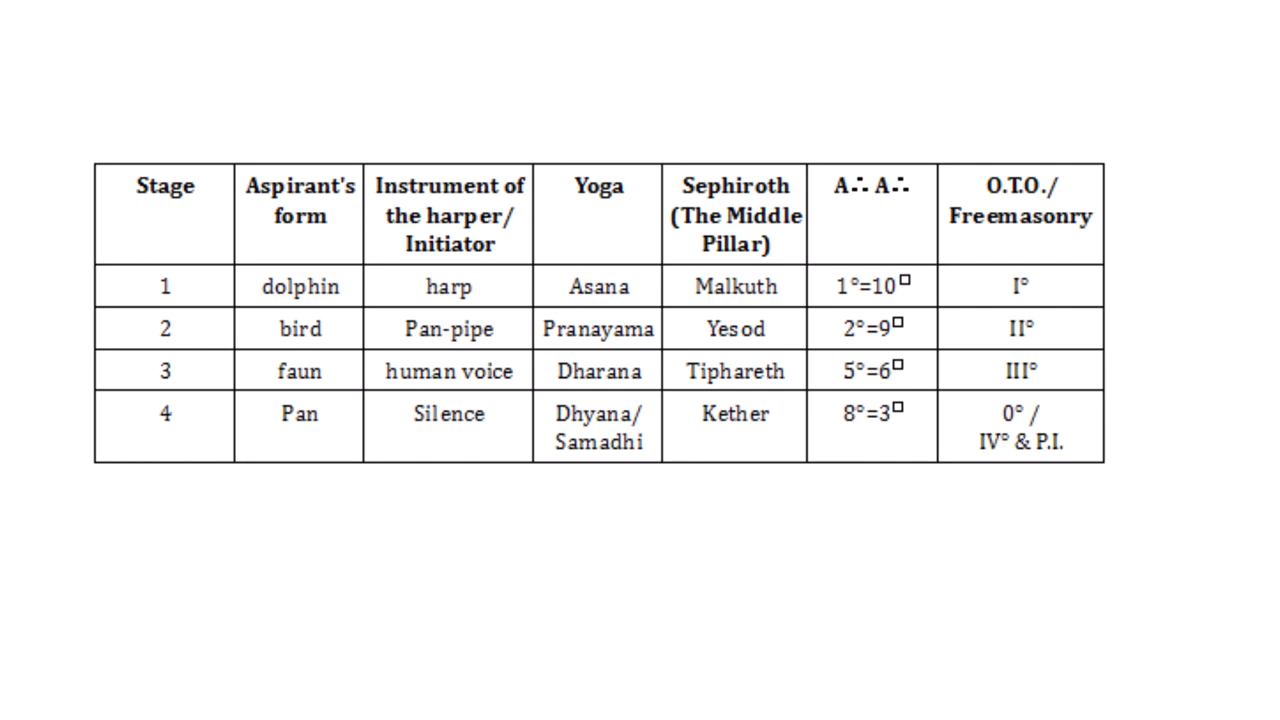 Stage Aspirant's Instrument of Yoga Sephiroth A∴ A∴ O.T.O./
form the harper/ (The Middle Freemasonry
Initiator Pillar)
1 dolphin harp Asana Malkuth 1°=10□ I°
2 bird Pan-pipe Pranayama Yesod 2°=9□ II°
3 faun human voice Dharana Tiphareth 5°=6□ III°
4 Pan Silence Dhyana/ Kether 8°=3□ 0° /
Samadhi IV° & P.I.